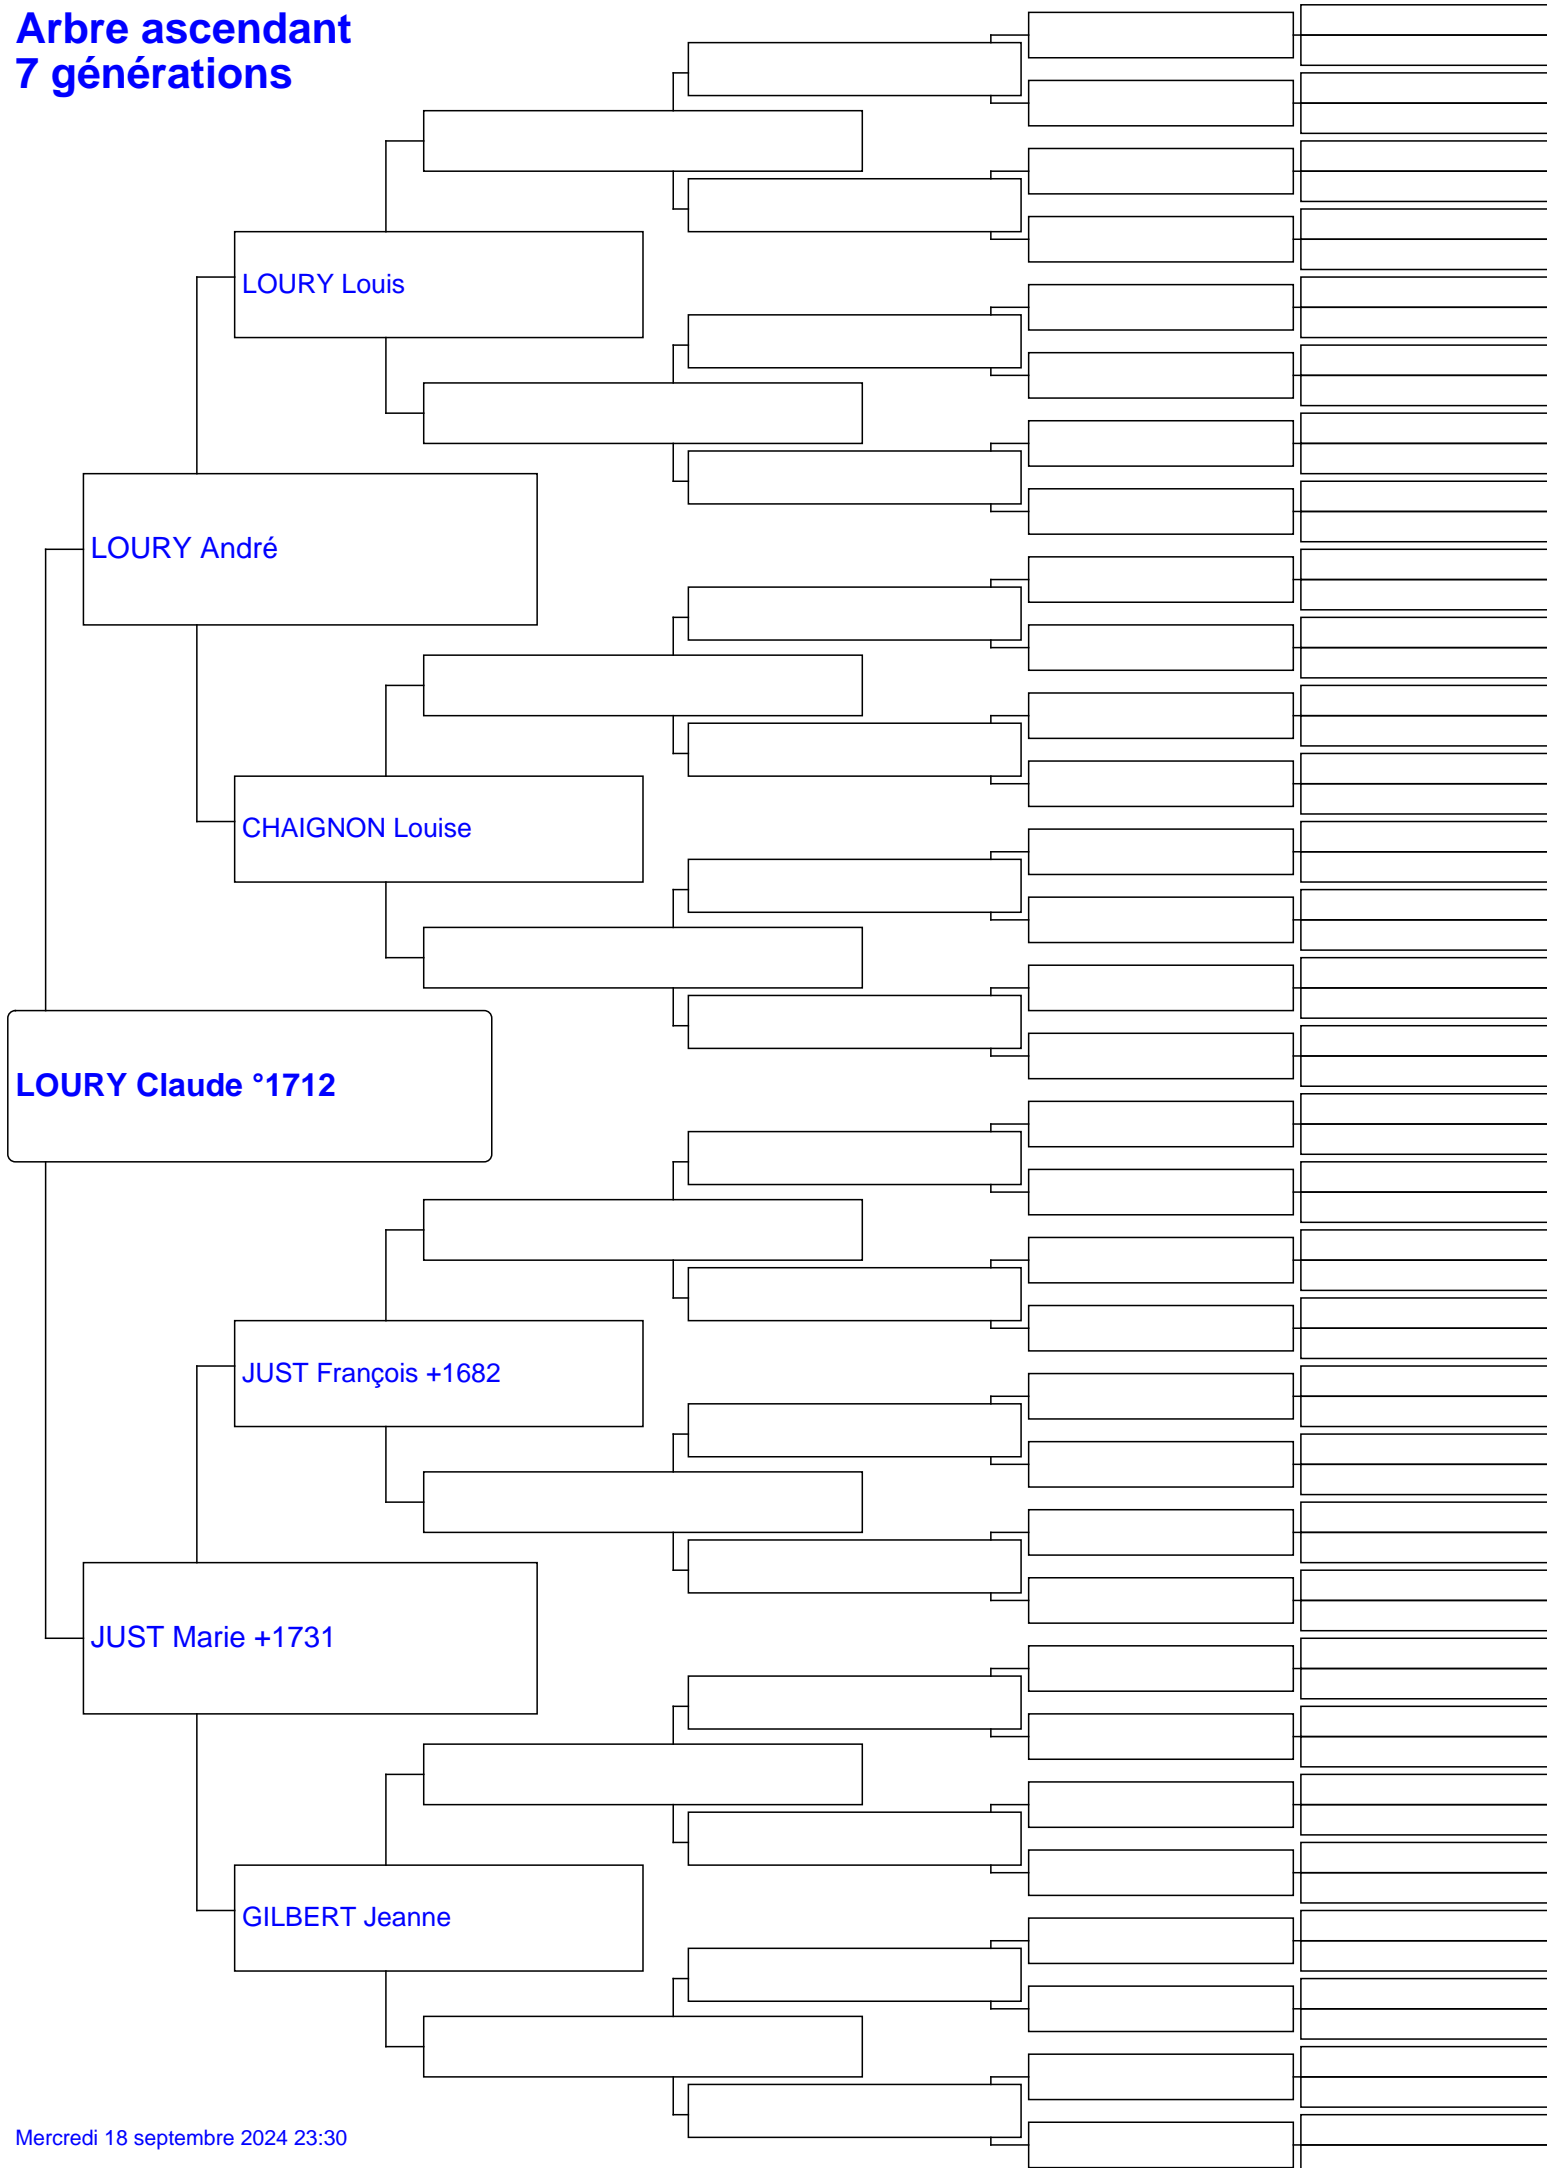 Arbre ascendant
7 générations
LOURY Louis
LOURY André
CHAIGNON Louise
LOURY Claude °1712
JUST François +1682
JUST Marie +1731
GILBERT Jeanne
Mercredi 18 septembre 2024 23:30